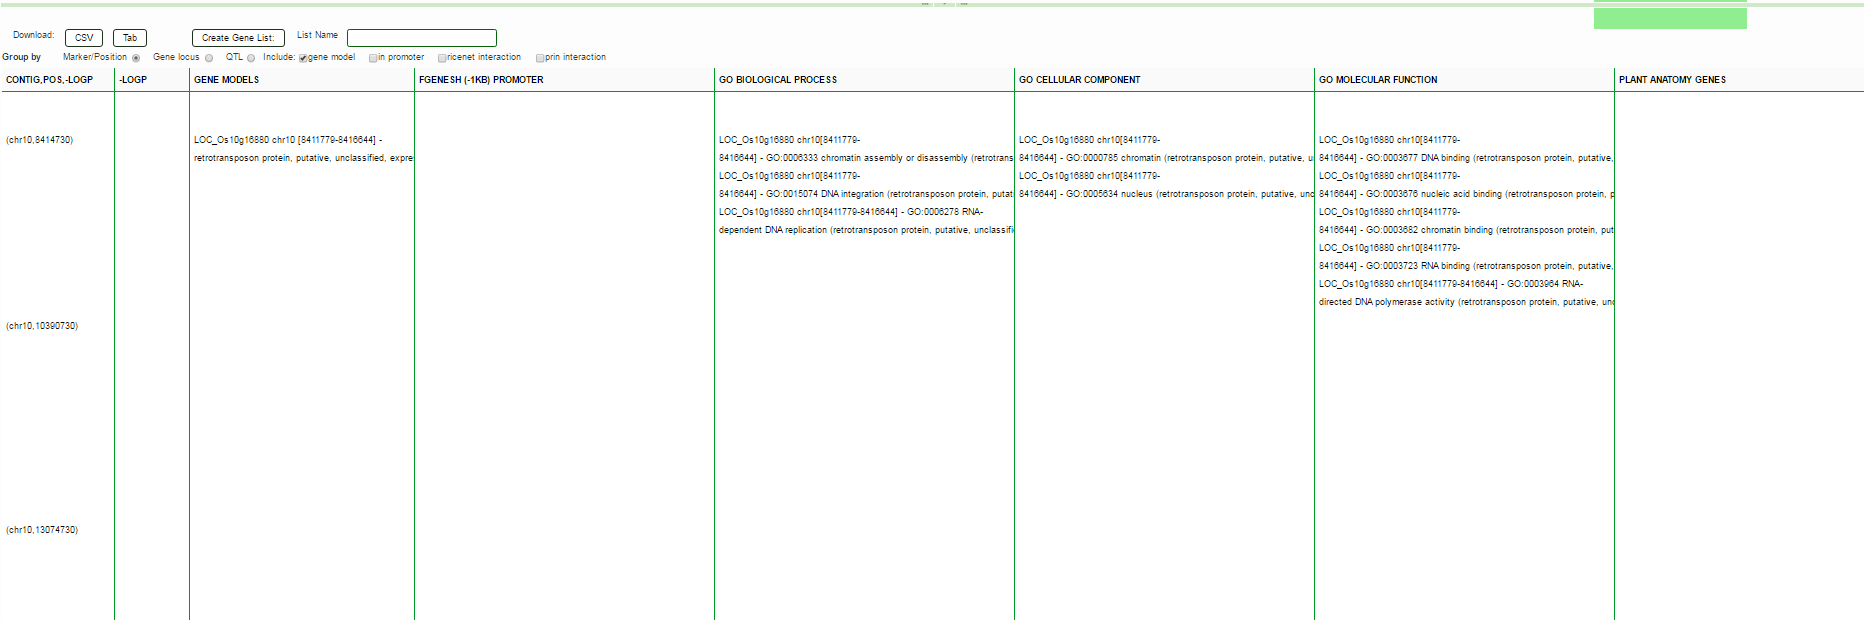 Download: CSV Tab Create Gene List: List Name
Group by Marker/Position Gene locus QTL Include: gene model in promoter ricenet interaction prin interaction
CONTIG,POS,-LOGP -LOGP GENE MODELS FGENESH (-1KB) PROMOTER GO BIOLOGICAL PROCESS GO CELLULAR COMPONENT GO MOLECULAR FUNCTION PLANT ANATOMY GENES
(chr10,8414730)
LOC_Os10g16880 chr10 [8411779-8416644] -
retrotransposon protein, putative, unclassified, expre
LOC_Os10g16880 chr10[8411779-
8416644] - GO:0006333 chromatin assembly or disassembly (retrotrans
LOC_Os10g16880 chr10[8411779-
8416644] - GO:0015074 DNA integration (retrotransposon protein, putat
LOC_Os10g16880 chr10[8411779-8416644] - GO:0006278 RNA-
dependent DNA replication (retrotransposon protein, putative, unclassifi
LOC_Os10g16880 chr10[8411779-
8416644] - GO:0000785 chromatin (retrotransposon protein, putative, u
LOC_Os10g16880 chr10[8411779-
8416644] - GO:0005634 nucleus (retrotransposon protein, putative, unc
LOC_Os10g16880 chr10[8411779-
8416644] - GO:0003677 DNA binding (retrotransposon protein, putative,
LOC_Os10g16880 chr10[8411779-
8416644] - GO:0003676 nucleic acid binding (retrotransposon protein, p
LOC_Os10g16880 chr10[8411779-
8416644] - GO:0003682 chromatin binding (retrotransposon protein, put
LOC_Os10g16880 chr10[8411779-
8416644] - GO:0003723 RNA binding (retrotransposon protein, putative,
LOC_Os10g16880 chr10[8411779-8416644] - GO:0003964 RNA-
directed DNA polymerase activity (retrotransposon protein, putative, unc
(chr10,10390730)
(chr10,13074730)